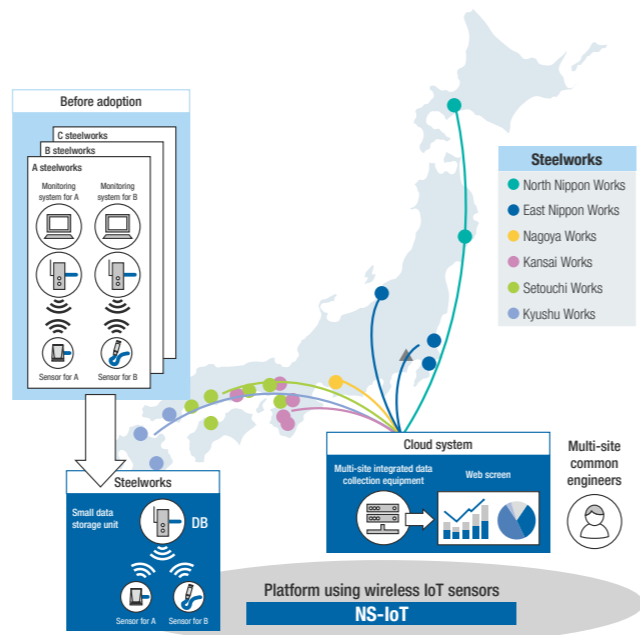 Before adoption
C steelworks
B steelworks
A steelworks
Monitoring
system for A
Monitoring
system for B
Sensor for A
Sensor for B
Steelworks
North Nippon Works
East Nippon Works
Nagoya Works
Kansai Works
Setouchi Works
Kyushu Works
Steelworks
Small data
storage unit
DB
Sensor for A
Sensor for B
Cloud system
Multi-site integrated data
collection equipment
Web screen
Multi-site
common
engineers
Platform using wireless IoT sensors
NS-IoT